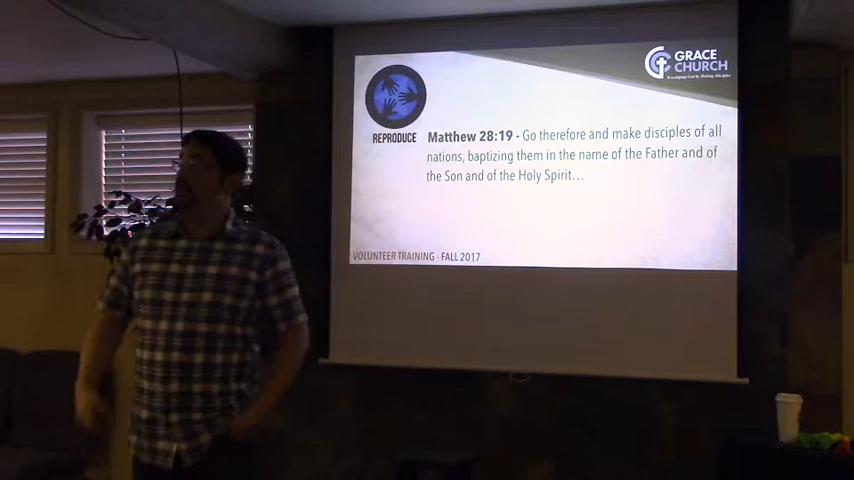 GRACE
CHURCH
REPRODUCE
Matthew 28:19 - Go therefore and make disciples of all
nations, baptizing them in the name of the Father and of
the Son and of the Holy Spirit…
VOLUNTEER TRAINING - FALL 2017